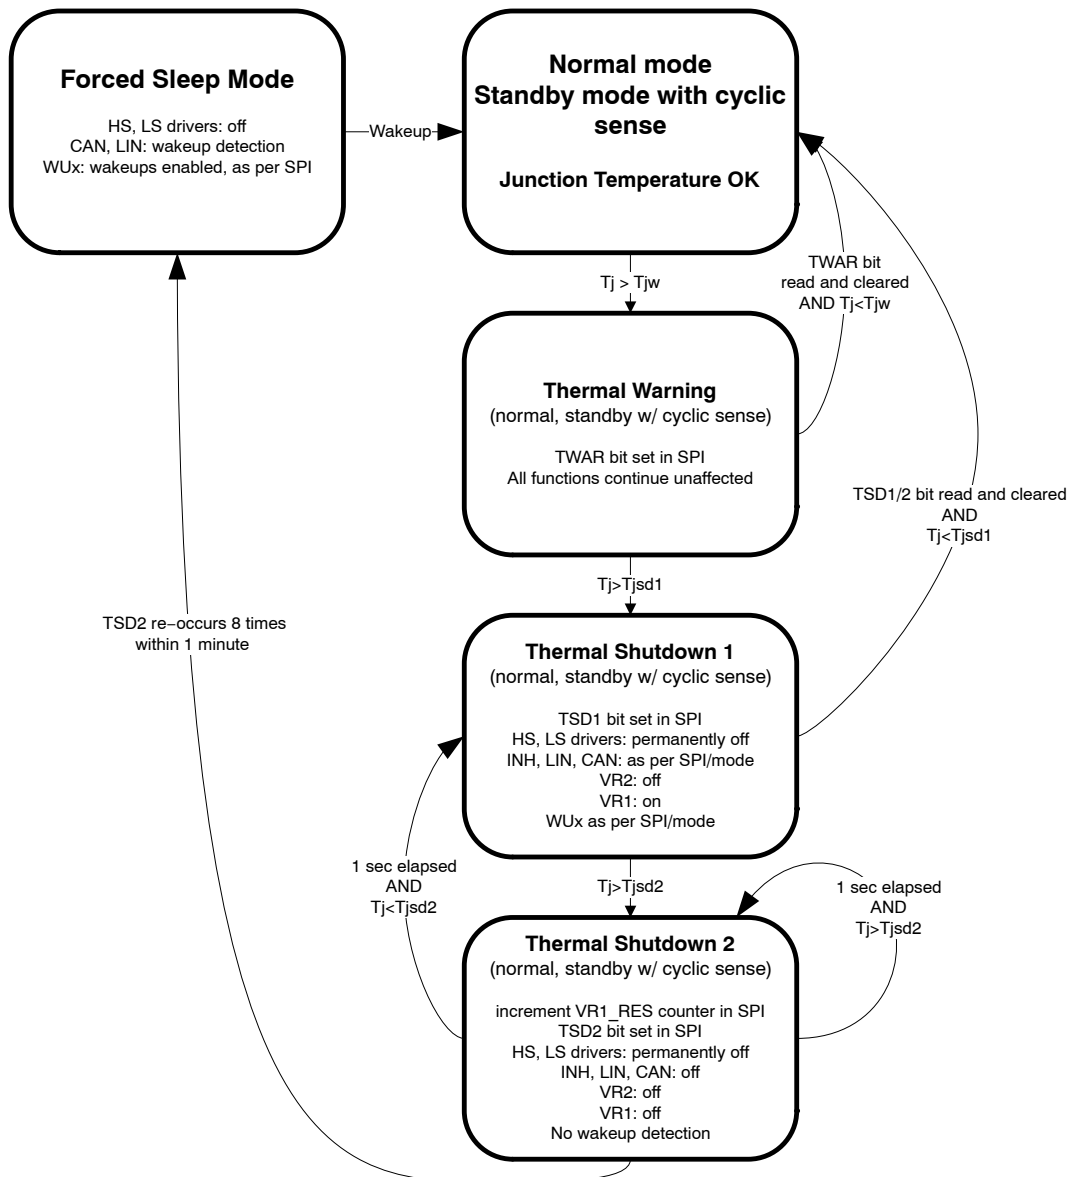 Forced Sleep Mode
HS, LS drivers: off
CAN, LIN: wakeup detection
WUx: wakeups enabled, as per SPI
Wakeup
Normal mode
Standby mode with cyclic
sense
Junction Temperature OK
Tj > Tjw
TWAR bit
read and cleared
AND Tj<Tjw
Thermal Warning
(normal, standby w/ cyclic sense)
TWAR bit set in SPI
All functions continue unaffected
TSD1/2 bit read and cleared
AND
Tj<Tjsd1
Tj>Tjsd1
TSD2 re−occurs 8 times
within 1 minute
Thermal Shutdown 1
(normal, standby w/ cyclic sense)
TSD1 bit set in SPI
HS, LS drivers: permanently off
INH, LIN, CAN: as per SPI/mode
VR2: off
VR1: on
WUx as per SPI/mode
1 sec elapsed
AND
Tj<Tjsd2
Tj>Tjsd2
1 sec elapsed
AND
Tj>Tjsd2
Thermal Shutdown 2
(normal, standby w/ cyclic sense)
increment VR1_RES counter in SPI
TSD2 bit set in SPI
HS, LS drivers: permanently off
INH, LIN, CAN: off
VR2: off
VR1: off
No wakeup detection